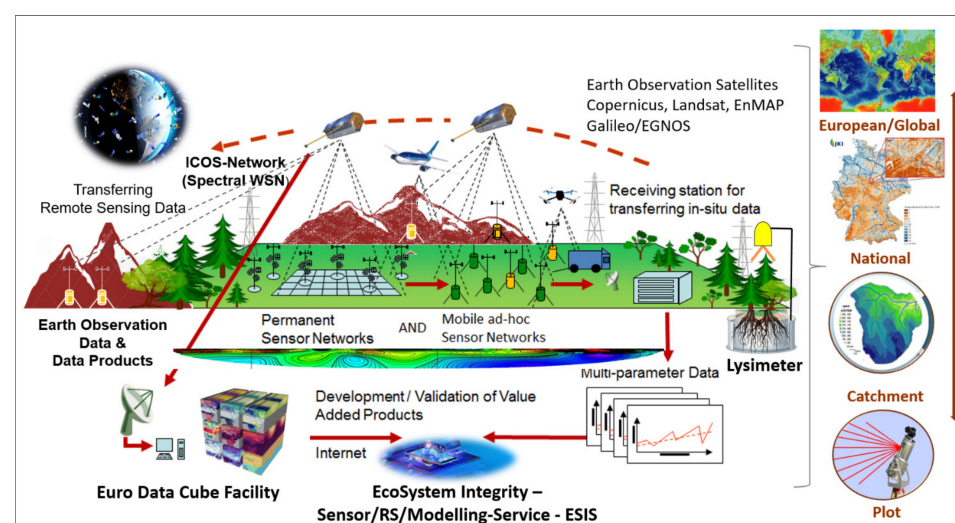 Earth Observation Satellites
Copernicus, Landsat, EnMAP
Galileo/EGNOS
European/Global
ICOS-Network
(Spectral WSN)
Transferring
Remote Sensing Data
Receiving station for
transferring in-situ data
National
Earth Observation
Data &
Data Products
Permanent
Sensor Networks
AND
Mobile ad-hoc
Sensor Networks
Lysimeter
Multi-parameter Data
Catchment
Development / Validation of Value
Added Products
Internet
Euro Data Cube Facility
EcoSystem Integrity –
Sensor/RS/Modelling-Service - ESIS
Plot